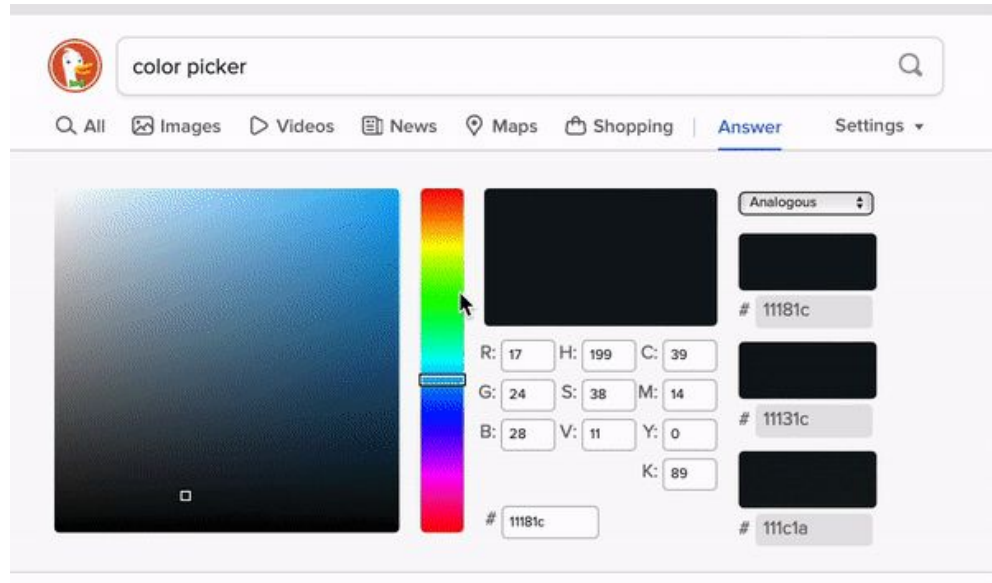 color picker
All Images Videos News Maps Shopping Answer Settings
Analogous
# 11181c
R: 17 H: 199 C: 39
G: 24 S: 38 M: 14
# 11131c
B: 28 V: 11 Y: 0
K: 89
# 11181c
# 111c1a